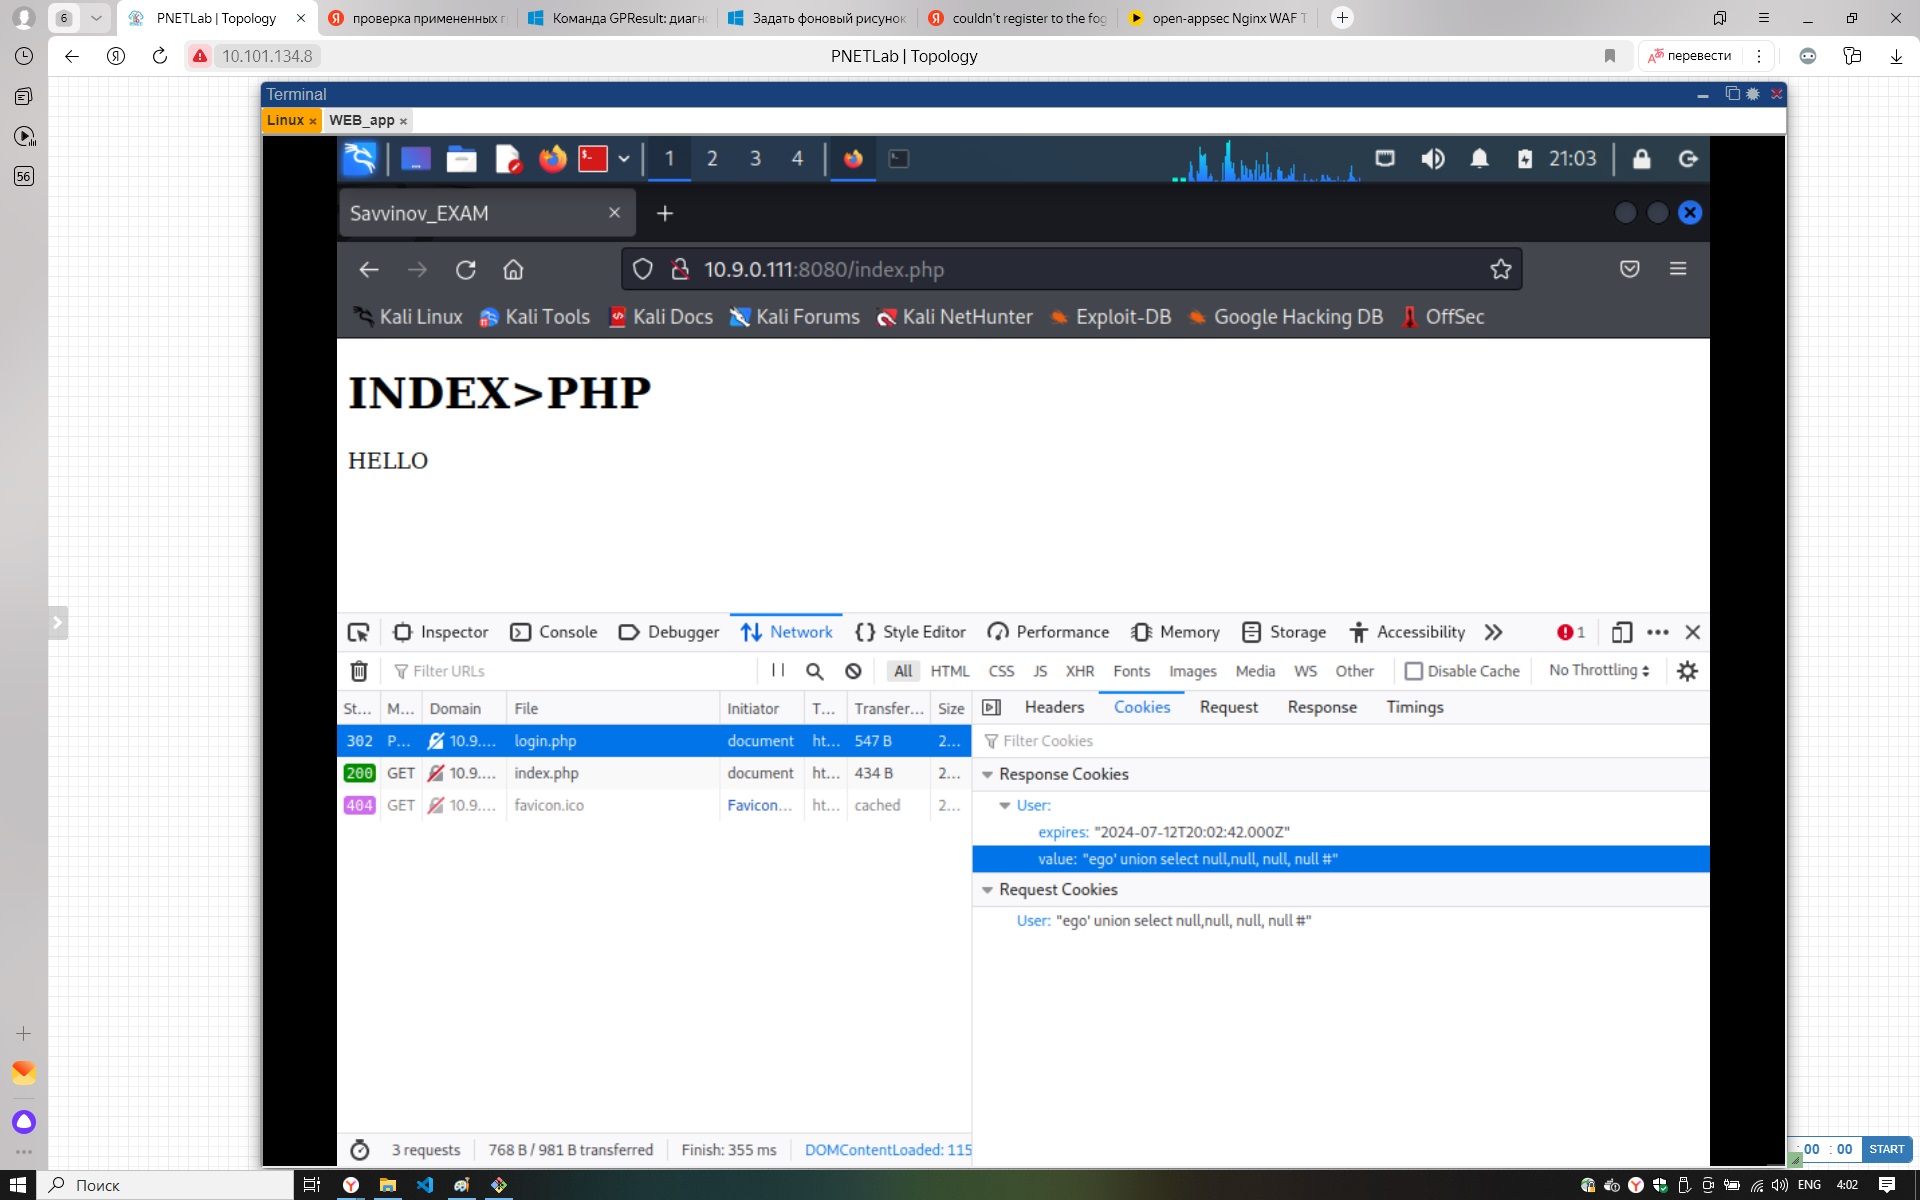 6
PNETLab | Topology
проверка примененных г
Команда GPResult: диагн
Задать фоновый рисунок
couldn't register to the fog
open-appsec Nginx WAF T
10.101.134.8
PNETLab | Topology
перевести
56
Terminal
Linux
WEB_app
1 2 3 4
21:03
Savvinov_EXAM
10.9.0.111:8080/index.php
Kali Linux
Kali Tools
Kali Docs
Kali Forums
Kali NetHunter
Exploit-DB
Google Hacking DB
OffSec
INDEX>PHP
HELLO
Inspector
Console
Debugger
Network
Style Editor
Performance
Memory
Storage
Accessibility
1
Filter URLs
All HTML CSS JS XHR Fonts Images Media WS Other
Disable Cache
No Throttling
St... M... Domain File Initiator T... Transfer... Size
302 P... 10.9.... login.php document ht... 547 B 2...
200 GET 10.9.... index.php document ht... 434 B 2...
404 GET 10.9.... favicon.ico Favicon... ht... cached 2...
Headers Cookies Request Response Timings
Filter Cookies
Response Cookies
User:
expires: "2024-07-12T20:02:42.000Z"
value: "ego' union select null,null, null, null #"
Request Cookies
User: "ego' union select null,null, null, null #"
3 requests
768 B / 981 B transferred
Finish: 355 ms
DOMContentLoaded: 115
: 00 : 00 START
Поиск
ENG
4:02